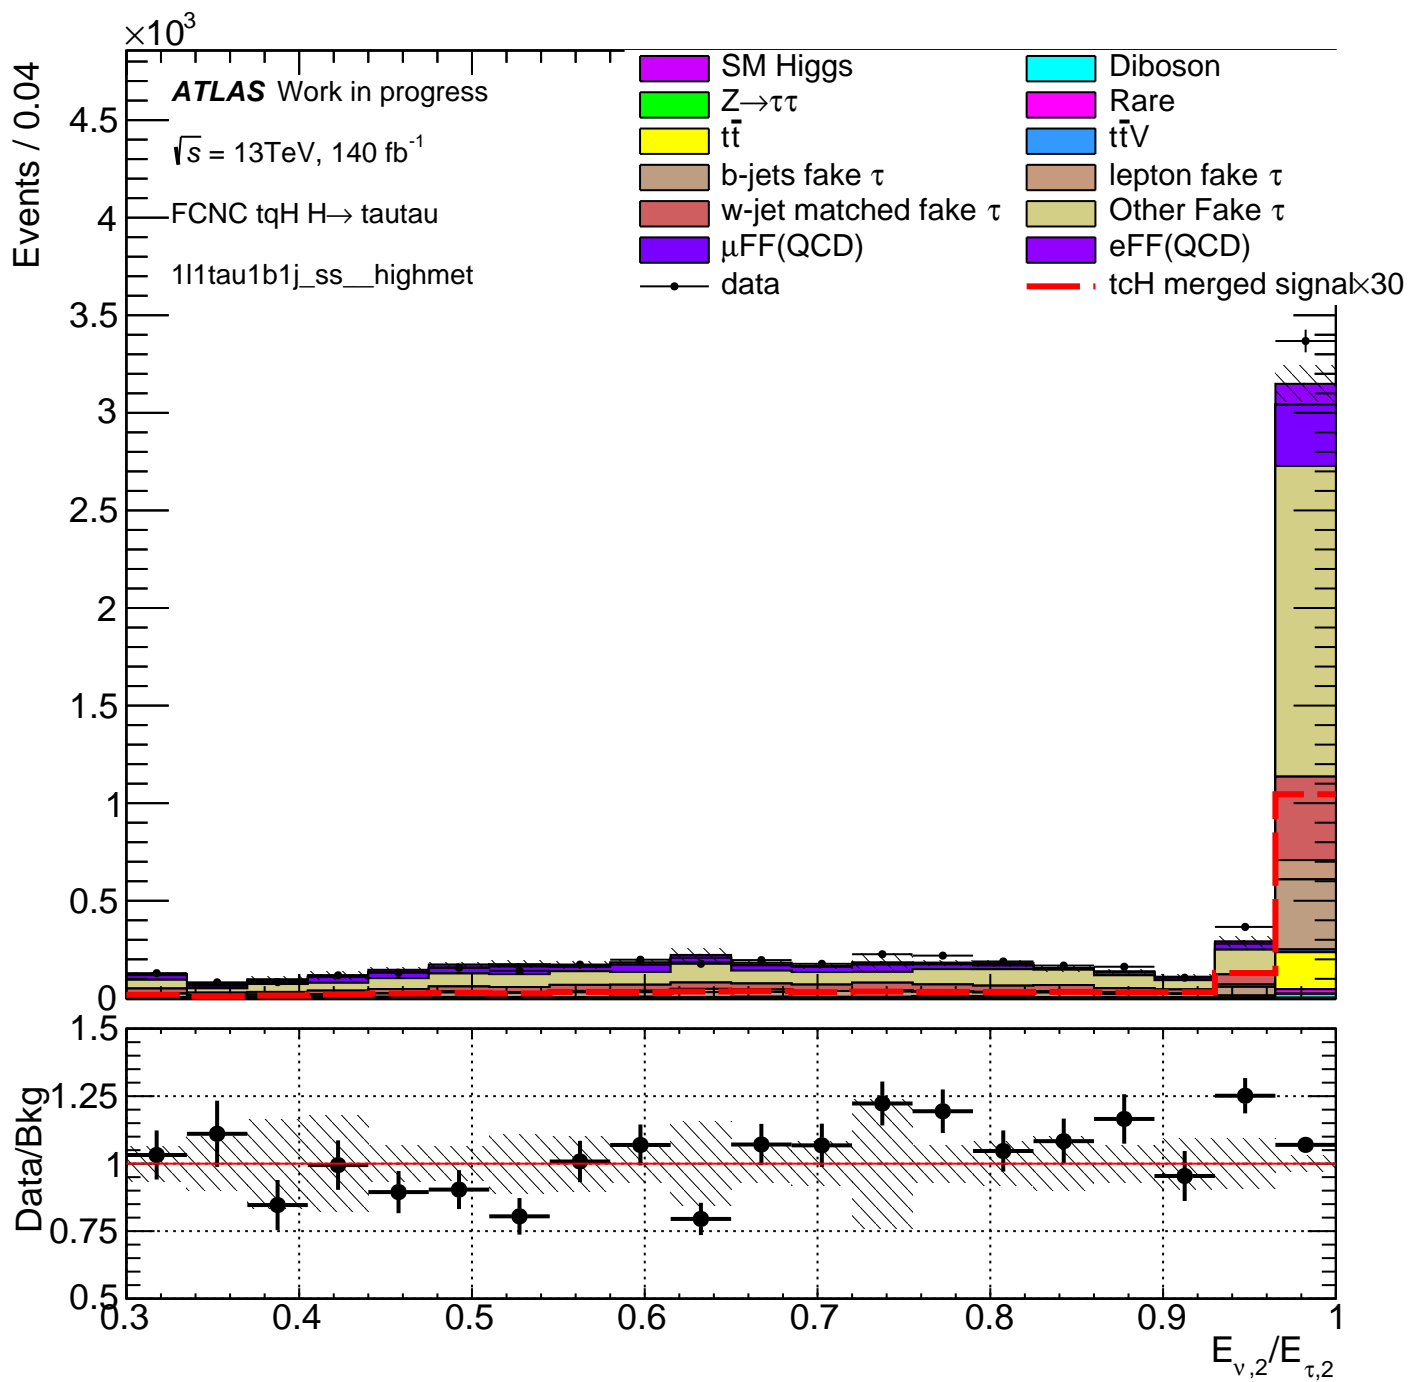 ×10³
Events / 0.04
ATLAS Work in progress
√s = 13TeV, 140 fb⁻¹
FCNC tqH H→ tautau
1l1tau1b1j_ss__highmet
SM Higgs
Z→ττ
tt̄
b-jets fake τ
w-jet matched fake τ
μFF(QCD)
data
Diboson
Rare
tt̄V
lepton fake τ
Other Fake τ
eFF(QCD)
tcH merged signal×30
4.5
4
3.5
3
2.5
2
1.5
1
0.5
0
Data/Bkg
1.5
1.25
1
0.75
0.5
0.3 0.4 0.5 0.6 0.7 0.8 0.9 1
E_ν,2/E_τ,2